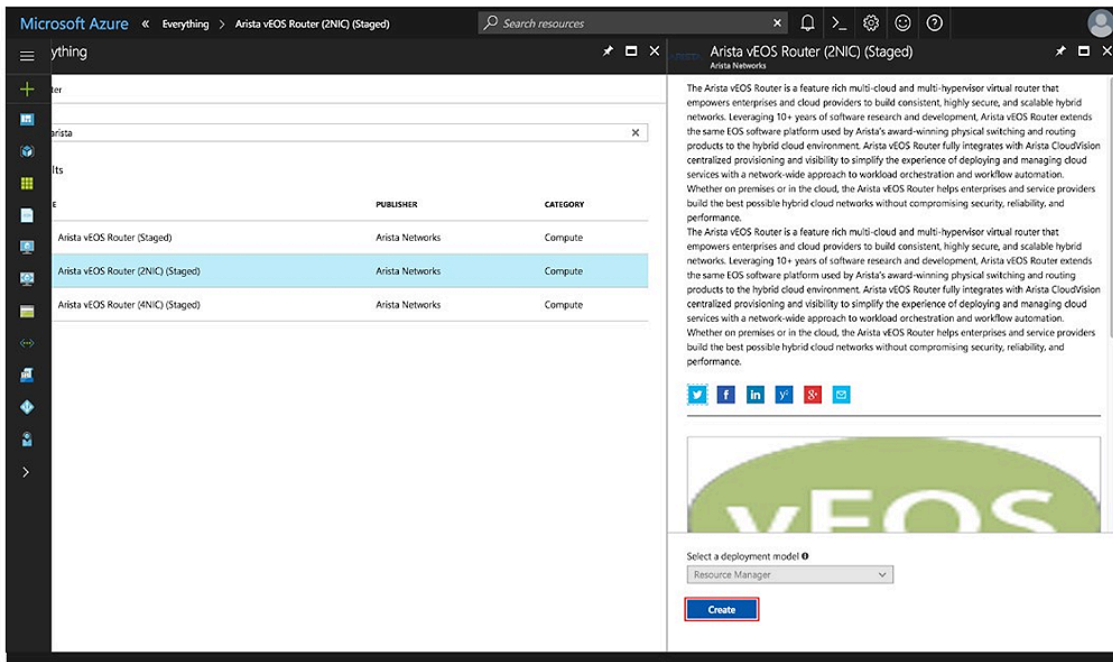 Microsoft Azure « Everything > Arista vEOS Router (2NIC) (Staged)
Search resources
ything
ter
arista
lts
E PUBLISHER CATEGORY
Arista vEOS Router (Staged) Arista Networks Compute
Arista vEOS Router (2NIC) (Staged) Arista Networks Compute
Arista vEOS Router (4NIC) (Staged) Arista Networks Compute
Arista vEOS Router (2NIC) (Staged)
Arista Networks
The Arista vEOS Router is a feature rich multi-cloud and multi-hypervisor virtual router that
empowers enterprises and cloud providers to build consistent, highly secure, and scalable hybrid
networks. Leveraging 10+ years of software research and development, Arista vEOS Router extends
the same EOS software platform used by Arista's award-winning physical switching and routing
products to the hybrid cloud environment. Arista vEOS Router fully integrates with Arista CloudVision
centralized provisioning and visibility to simplify the experience of deploying and managing cloud
services with a network-wide approach to workload orchestration and workflow automation.
Whether on premises or in the cloud, the Arista vEOS Router helps enterprises and service providers
build the best possible hybrid cloud networks without compromising security, reliability, and
performance.
The Arista vEOS Router is a feature rich multi-cloud and multi-hypervisor virtual router that
empowers enterprises and cloud providers to build consistent, highly secure, and scalable hybrid
networks. Leveraging 10+ years of software research and development, Arista vEOS Router extends
the same EOS software platform used by Arista's award-winning physical switching and routing
products to the hybrid cloud environment. Arista vEOS Router fully integrates with Arista CloudVision
centralized provisioning and visibility to simplify the experience of deploying and managing cloud
services with a network-wide approach to workload orchestration and workflow automation.
Whether on premises or in the cloud, the Arista vEOS Router helps enterprises and service providers
build the best possible hybrid cloud networks without compromising security, reliability, and
performance.
vEOS
Select a deployment model
Resource Manager
Create